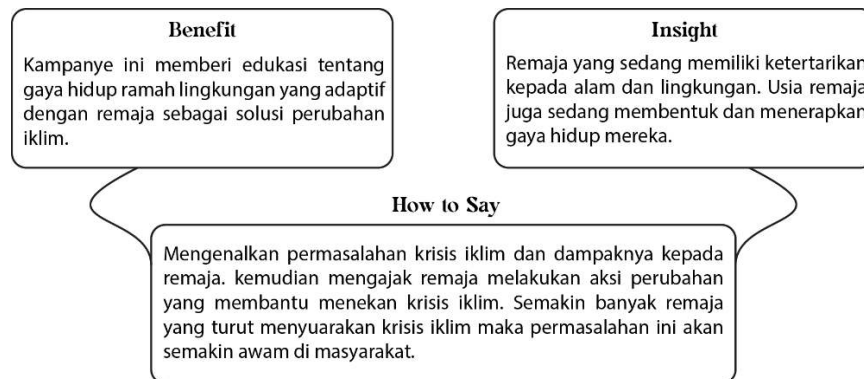 Benefit
Kampanye ini memberi edukasi tentang
gaya hidup ramah lingkungan yang adaptif
dengan remaja sebagai solusi perubahan
iklim.
Insight
Remaja yang sedang memiliki ketertarikan
kepada alam dan lingkungan. Usia remaja
juga sedang membentuk dan menerapkan
gaya hidup mereka.
How to Say
Mengenalkan permasalahan krisis iklim dan dampaknya kepada
remaja. kemudian mengajak remaja melakukan aksi perubahan
yang membantu menekan krisis iklim. Semakin banyak remaja
yang turut menyuarakan krisis iklim maka permasalahan ini akan
semakin awam di masyarakat.